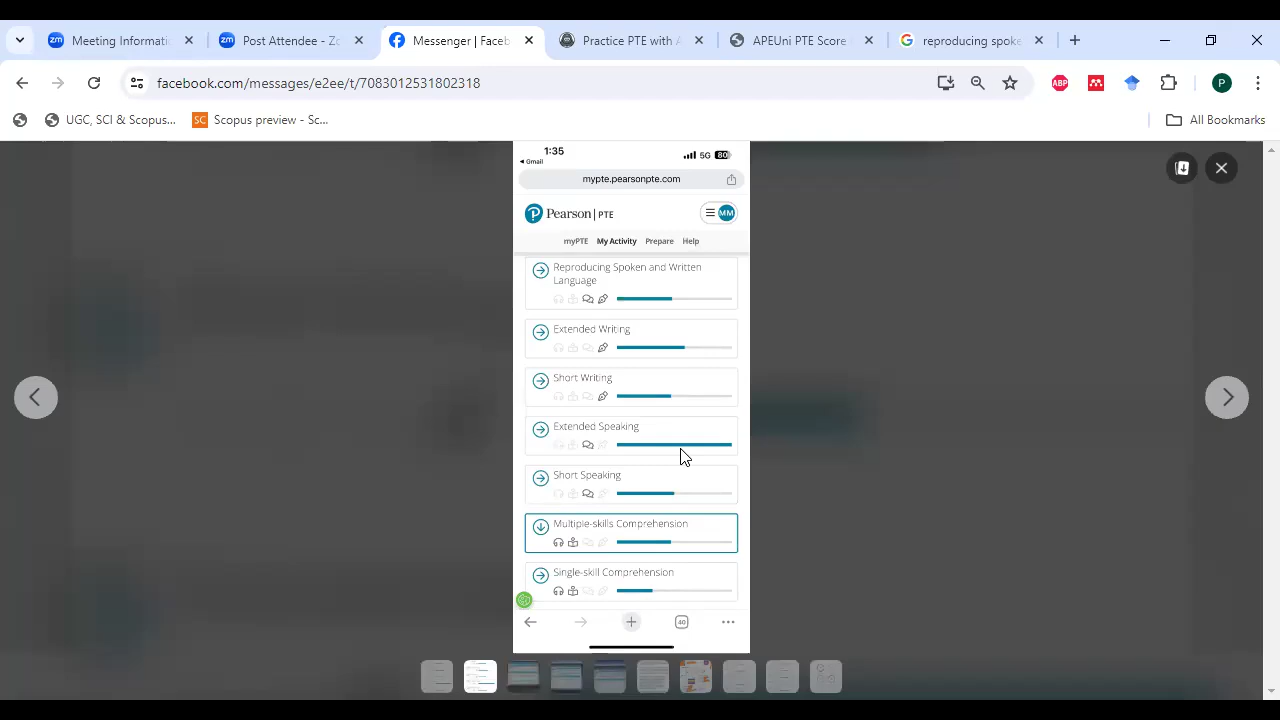 Meeting Informati
Post Attendee - Zo
Messenger | Faceb
Practice PTE with A
APEUni PTE Score
reproducing spoke
facebook.com/messages/e2ee/t/7083012531802318
ABP
P
UGC, SCI & Scopus...
SC Scopus preview - Sc...
All Bookmarks
1:35
5G 80
Gmail
mypte.pearsonpte.com
P Pearson | PTE
MM
myPTE My Activity Prepare Help
Reproducing Spoken and Written
Language
Extended Writing
Short Writing
Extended Speaking
Short Speaking
Multiple-skills Comprehension
Single-skill Comprehension
40